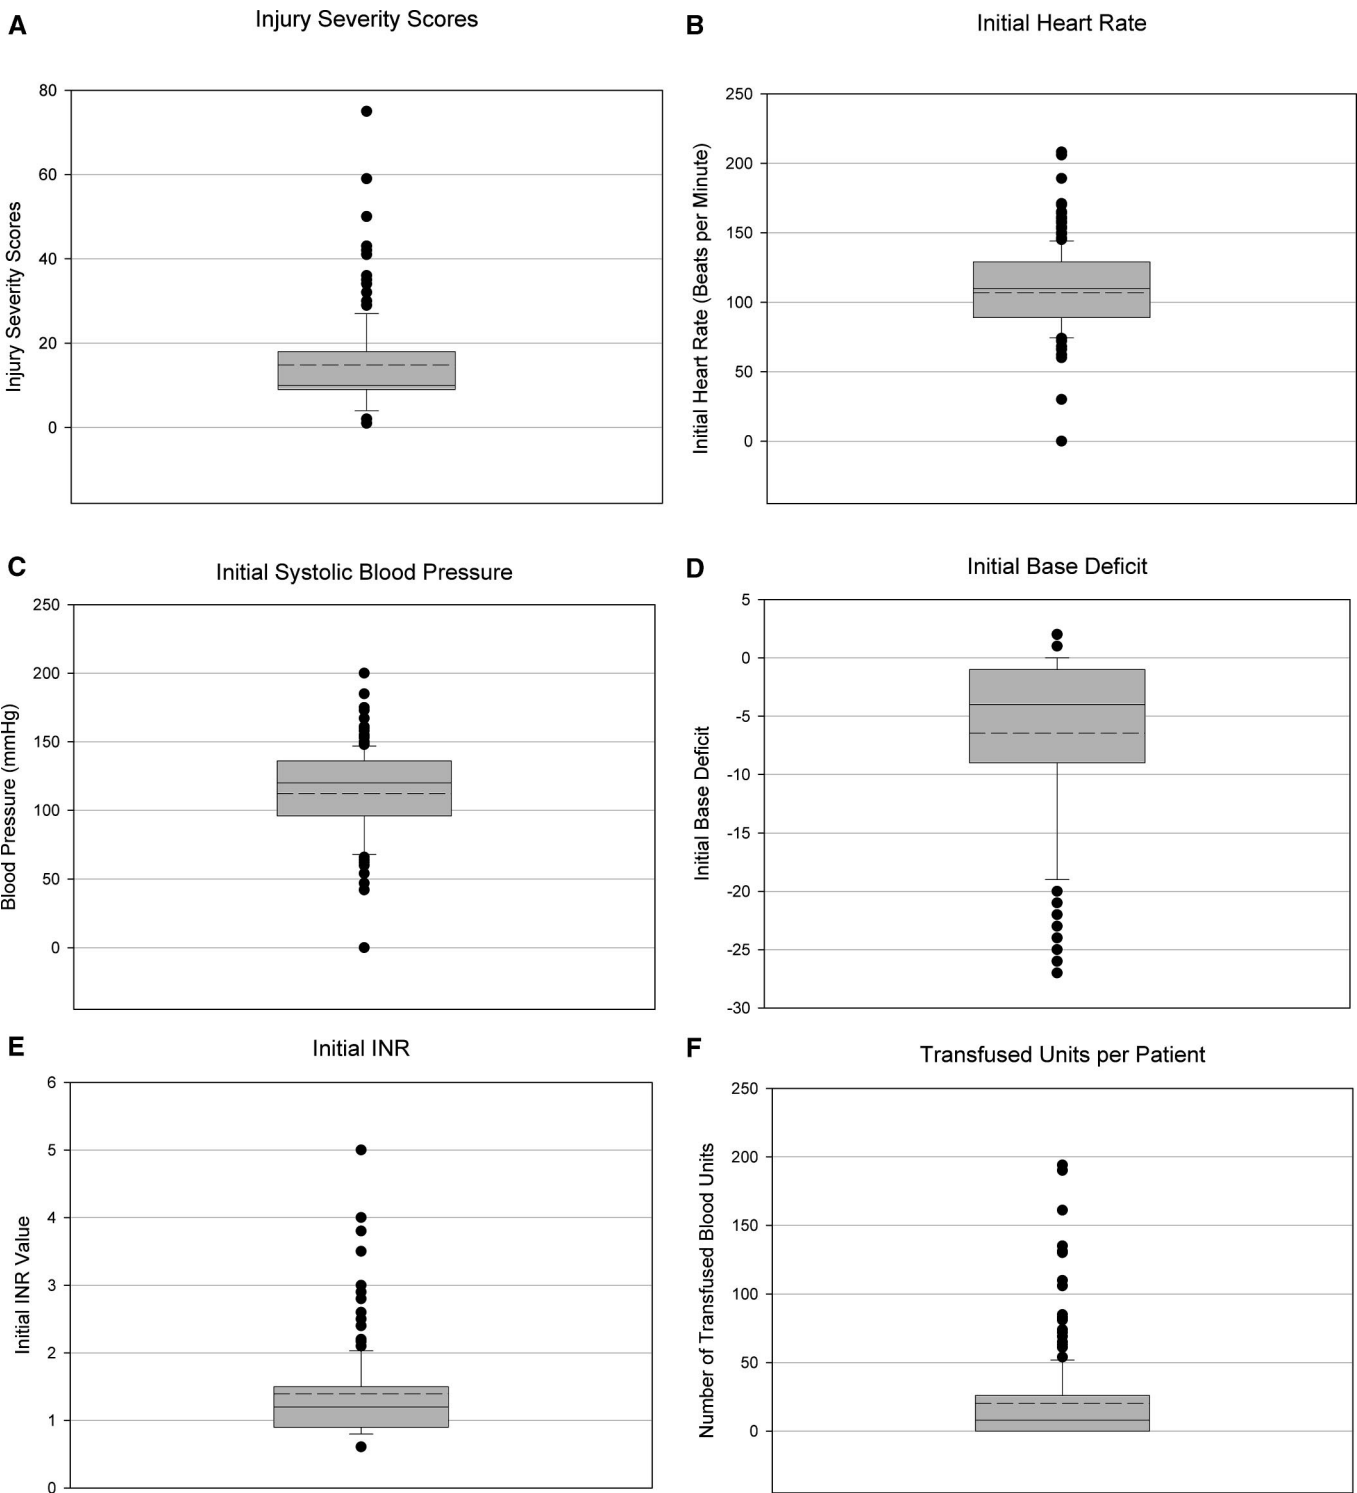 A
Injury Severity Scores
Injury Severity Scores
80
60
40
20
0
B
Initial Heart Rate
Initial Heart Rate (Beats per Minute)
250
200
150
100
50
0
C
Initial Systolic Blood Pressure
Blood Pressure (mmHg)
250
200
150
100
50
0
D
Initial Base Deficit
Initial Base Deficit
5
0
-5
-10
-15
-20
-25
-30
E
Initial INR
Initial INR Value
6
5
4
3
2
1
0
F
Transfused Units per Patient
Number of Transfused Blood Units
250
200
150
100
50
0